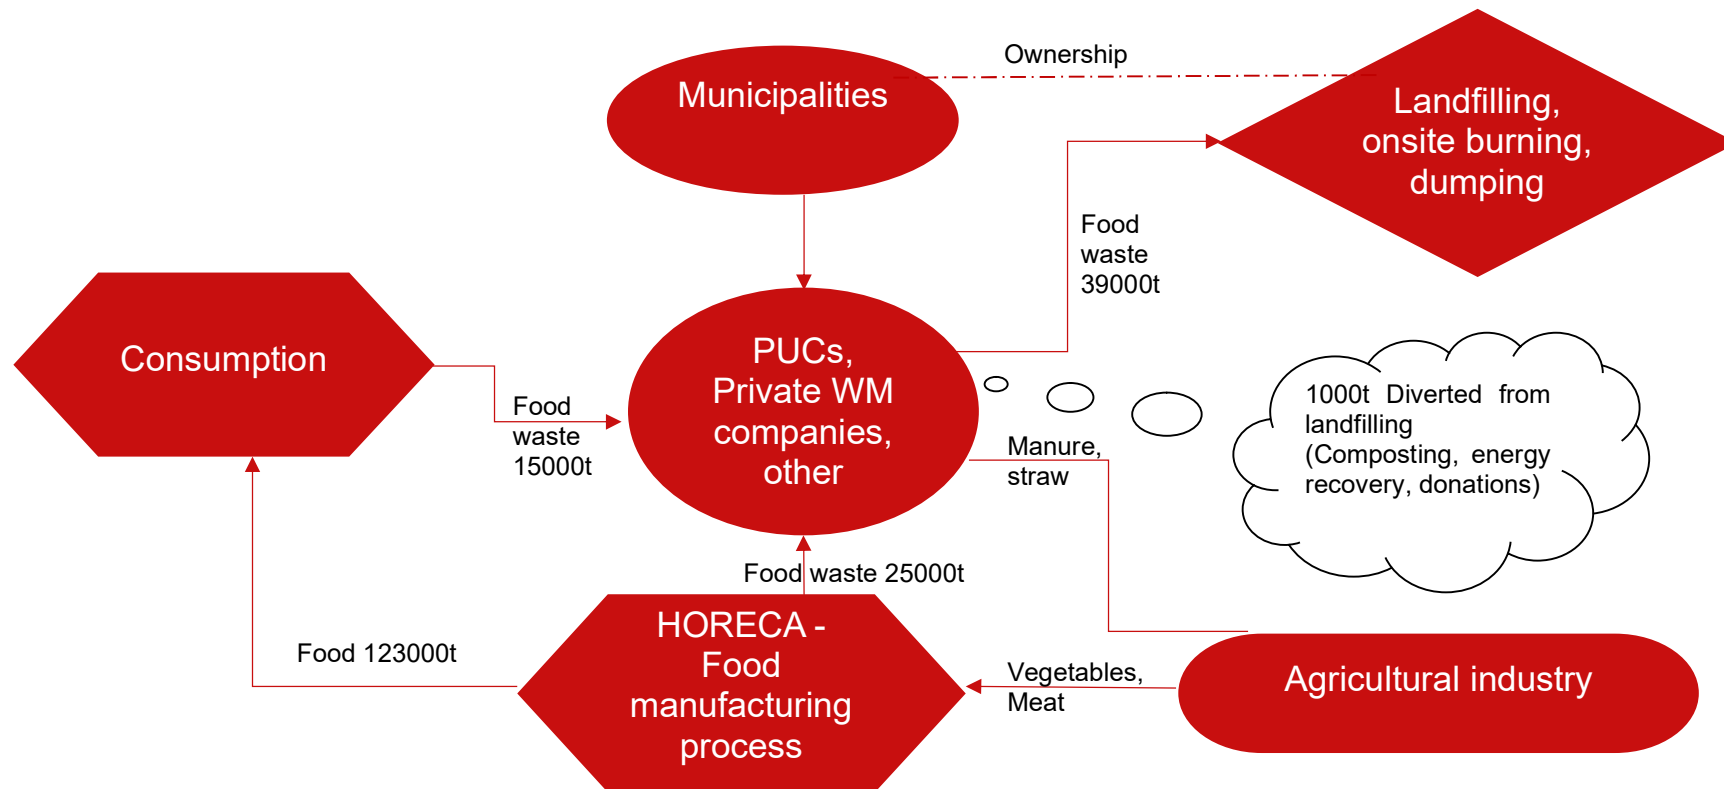 Ownership
Municipalities
Landfilling,
onsite burning,
dumping
Food
waste
39000t
Consumption
PUCs,
Private WM
companies,
other
1000t Diverted from
landfilling
(Composting, energy
recovery, donations)
Food
waste
15000t
Manure,
straw
Food waste 25000t
HORECA -
Food
manufacturing
process
Food 123000t
Vegetables,
Meat
Agricultural industry